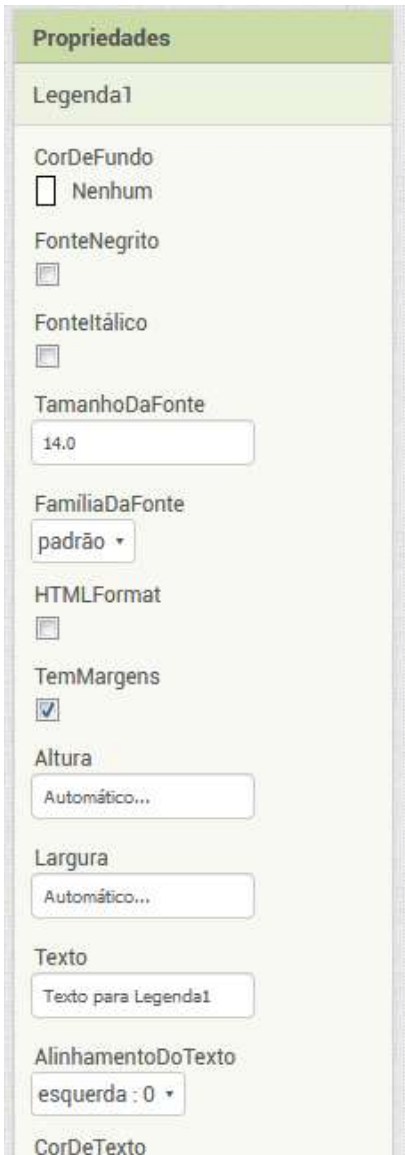 Propriedades
Legenda1
CorDeFundo
Nenhum
FonteNegrito
FonteItálico
TamanhoDaFonte
14.0
FamíliaDaFonte
padrão
HTMLFormat
TemMargens
Altura
Automático...
Largura
Automático...
Texto
Texto para Legenda1
AlinhamentoDoTexto
esquerda : 0
CorDeTexto